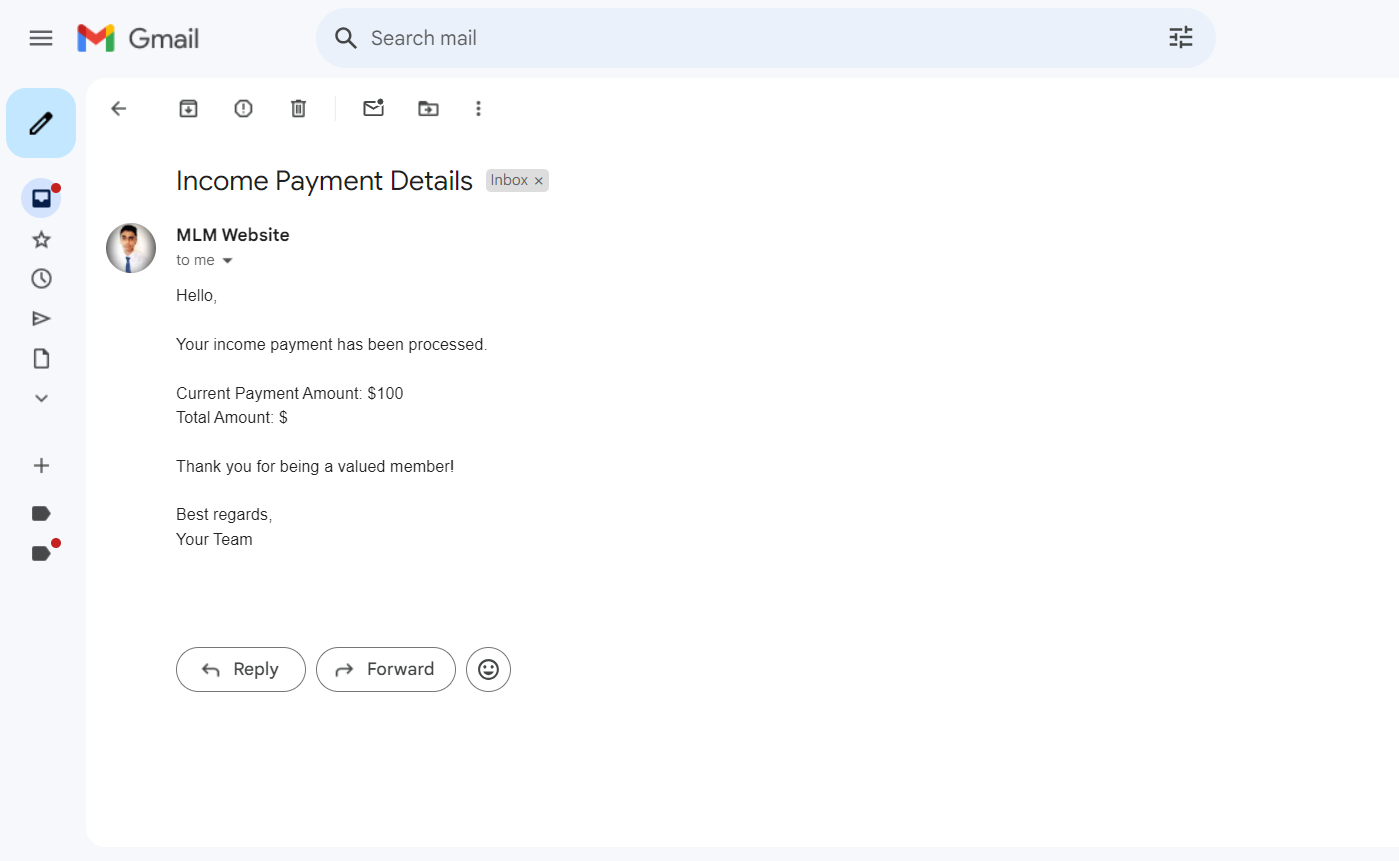 Gmail
Search mail
Income Payment Details Inbox ×
MLM Website
to me
Hello,
Your income payment has been processed.
Current Payment Amount: $100
Total Amount: $
Thank you for being a valued member!
Best regards,
Your Team
Reply Forward